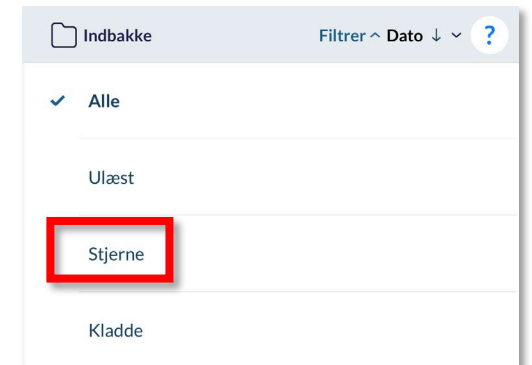 Indbakke Filtrer Dato ↓ ?
Alle
Ulæst
Stjerne
Kladde